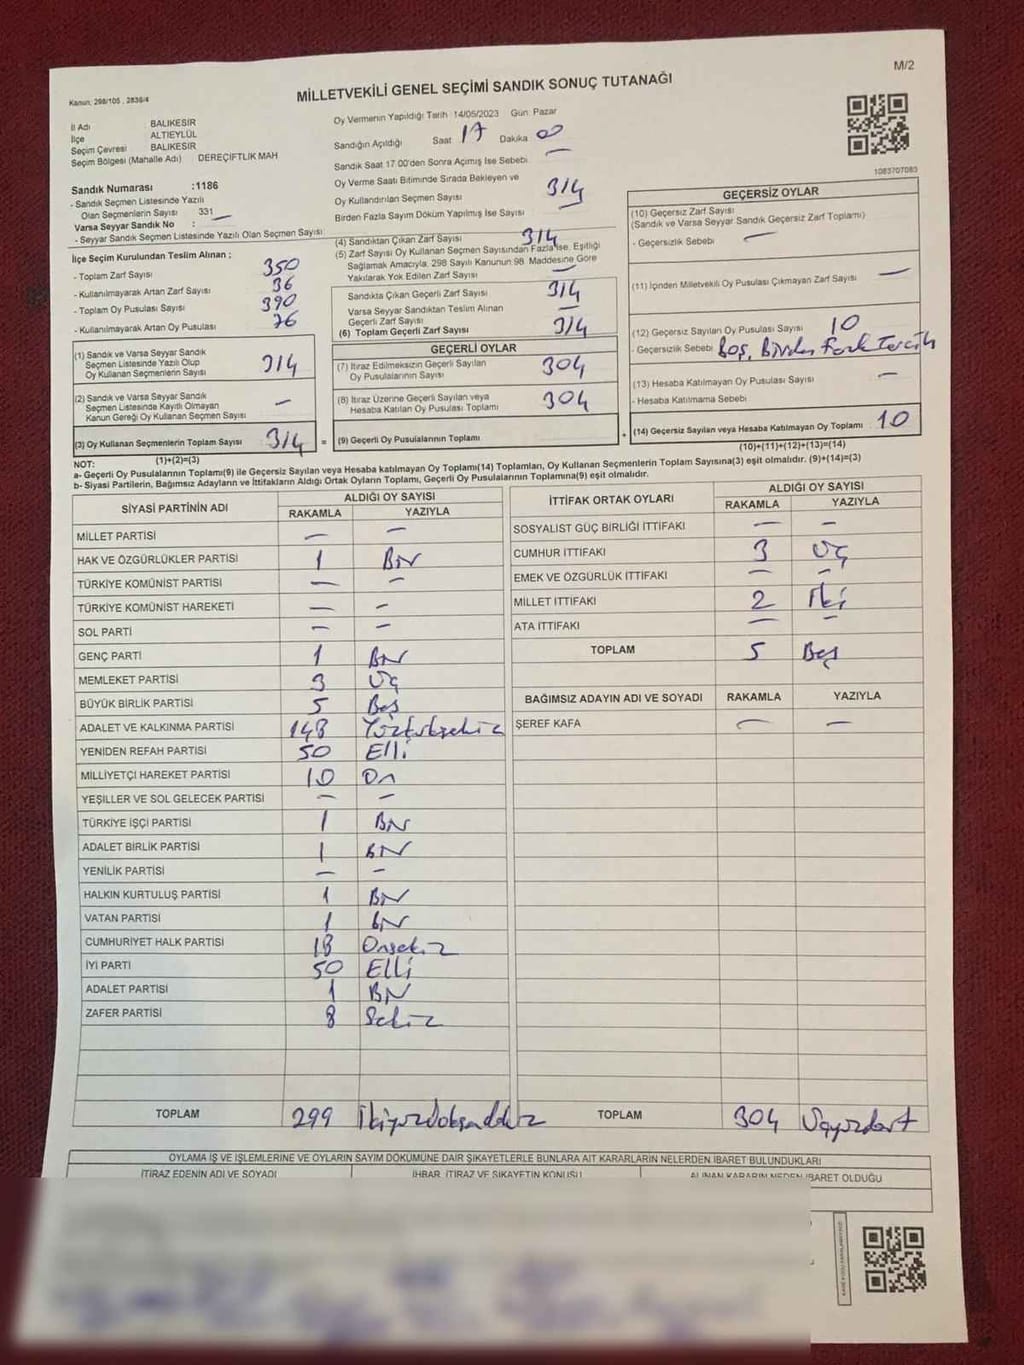 M/2
Kanun, 298/105 , 2839/4
MİLLETVEKİLİ GENEL SEÇİMİ SANDIK SONUÇ TUTANAĞI
İl Adı BALIKESİR
İlçe ALTIEYLÜL
Seçim Çevresi BALIKESİR
Seçim Bölgesi (Mahalle Adı) DEREÇİFTLİK MAH
Sandık Numarası :1186
- Sandık Seçmen Listesinde Yazılı
Olan Seçmenlerin Sayısı 331
Varsa Seyyar Sandık No : —
- Seyyar Sandık Seçmen Listesinde Yazılı Olan Seçmen Sayısı
İlçe Seçim Kurulundan Teslim Alınan ;
- Toplam Zarf Sayısı 350
- Kullanılmayarak Artan Zarf Sayısı 36
- Toplam Oy Pusulası Sayısı 390
- Kullanılmayarak Artan Oy Pusulası 76
(1) Sandık ve Varsa Seyyar Sandık
Seçmen Listesinde Yazılı Olup
Oy Kullanan Seçmenlerin Sayısı 314
(2) Sandık ve Varsa Seyyar Sandık
Seçmen Listesinde Kayıtlı Olmayan
Kanun Gereği Oy Kullanan Seçmen Sayısı —
(3) Oy Kullanan Seçmenlerin Toplam Sayısı 314 =
(1)+(2)=(3)
Oy Vermenin Yapıldığı Tarih 14/05/2023 Gün: Pazar
Sandığın Açıldığı Saat 17 Dakika 00
Sandık Saat 17.00'den Sonra Açımış İse Sebebi —
Oy Verme Saati Bitiminde Sırada Bekleyen ve
Oy Kullandırılan Seçmen Sayısı 314
Birden Fazla Sayım Döküm Yapılmış İse Sayısı —
(4) Sandıktan Çıkan Zarf Sayısı 314
(5) Zarf Sayısı Oy Kullanan Seçmen Sayısından Fazla İse, Eşitliği
Sağlamak Amacıyla, 298 Sayılı Kanunun 98. Maddesine Göre
Yakılarak Yok Edilen Zarf Sayısı —
Sandıkta Çıkan Geçerli Zarf Sayısı 314
Varsa Seyyar Sandıktan Teslim Alınan
Geçerli Zarf Sayısı —
(6) Toplam Geçerli Zarf Sayısı 314
GEÇERLİ OYLAR
(7) İtiraz Edilmeksizin Geçerli Sayılan
Oy Pusulalarının Sayısı 304
(8) İtiraz Üzerine Geçerli Sayılan veya
Hesaba Katılan Oy Pusulası Toplamı 304
(9) Geçerli Oy Pusulalarının Toplamı +
1083707083
GEÇERSİZ OYLAR
(10) Geçersiz Zarf Sayısı
(Sandık ve Varsa Seyyar Sandık Geçersiz Zarf Toplamı)
- Geçersizlik Sebebi —
(11) İçinden Milletvekili Oy Pusulası Çıkmayan Zarf Sayısı —
(12) Geçersiz Sayılan Oy Pusulası Sayısı 10
- Geçersizlik Sebebi Boş, Birden Fazla Tercih
(13) Hesaba Katılmayan Oy Pusulası Sayısı —
- Hesaba Katılmama Sebebi
(14) Geçersiz Sayılan veya Hesaba Katılmayan Oy Toplamı 10
(10)+(11)+(12)+(13)=(14)
NOT:
a- Geçerli Oy Pusulalarının Toplamı(9) ile Geçersiz Sayılan veya Hesaba katılmayan Oy Toplamı(14) Toplamları, Oy Kullanan Seçmenlerin Toplam Sayısına(3) eşit olmalıdır. (9)+(14)=(3)
b- Siyasi Partilerin, Bağımsız Adayların ve İttifakların Aldığı Ortak Oyların Toplamı, Geçerli Oy Pusulalarının Toplamına(9) eşit olmalıdır.
SİYASİ PARTİNİN ADI ALDIĞI OY SAYISI
RAKAMLA YAZIYLA
MİLLET PARTİSİ — —
HAK VE ÖZGÜRLÜKLER PARTİSİ 1 Bir
TÜRKİYE KOMÜNİST PARTİSİ — —
TÜRKİYE KOMÜNİST HAREKETİ — —
SOL PARTİ — —
GENÇ PARTİ 1 Bir
MEMLEKET PARTİSİ 3 Üç
BÜYÜK BİRLİK PARTİSİ 5 Beş
ADALET VE KALKINMA PARTİSİ 148 Yüzkırksekiz
YENİDEN REFAH PARTİSİ 50 Elli
MİLLİYETÇİ HAREKET PARTİSİ 10 On
YEŞİLLER VE SOL GELECEK PARTİSİ — —
TÜRKİYE İŞÇİ PARTİSİ 1 Bir
ADALET BİRLİK PARTİSİ 1 Bir
YENİLİK PARTİSİ — —
HALKIN KURTULUŞ PARTİSİ 1 Bir
VATAN PARTİSİ 1 Bir
CUMHURİYET HALK PARTİSİ 18 Onsekiz
İYİ PARTİ 50 Elli
ADALET PARTİSİ 1 Bir
ZAFER PARTİSİ 8 Sekiz
TOPLAM 299 İkiyüzdoksandokuz
İTTİFAK ORTAK OYLARI ALDIĞI OY SAYISI
RAKAMLA YAZIYLA
SOSYALİST GÜÇ BİRLİĞİ İTTİFAKI — —
CUMHUR İTTİFAKI 3 Üç
EMEK VE ÖZGÜRLÜK İTTİFAKI — —
MİLLET İTTİFAKI 2 İki
ATA İTTİFAKI — —
TOPLAM 5 Beş
BAĞIMSIZ ADAYIN ADI VE SOYADI RAKAMLA YAZIYLA
ŞEREF KAFA — —
TOPLAM 304 Üçyüzdört
OYLAMA İŞ VE İŞLEMLERİNE VE OYLARIN SAYIM DÖKÜMÜNE DAİR ŞİKAYETLERLE BUNLARA AİT KARARLARIN NELERDEN İBARET BULUNDUKLARI
İTİRAZ EDENİN ADI VE SOYADI İHBAR, İTİRAZ VE ŞİKAYETİN KONUSU ALINAN KARARIN NEDEN İBARET OLDUĞU